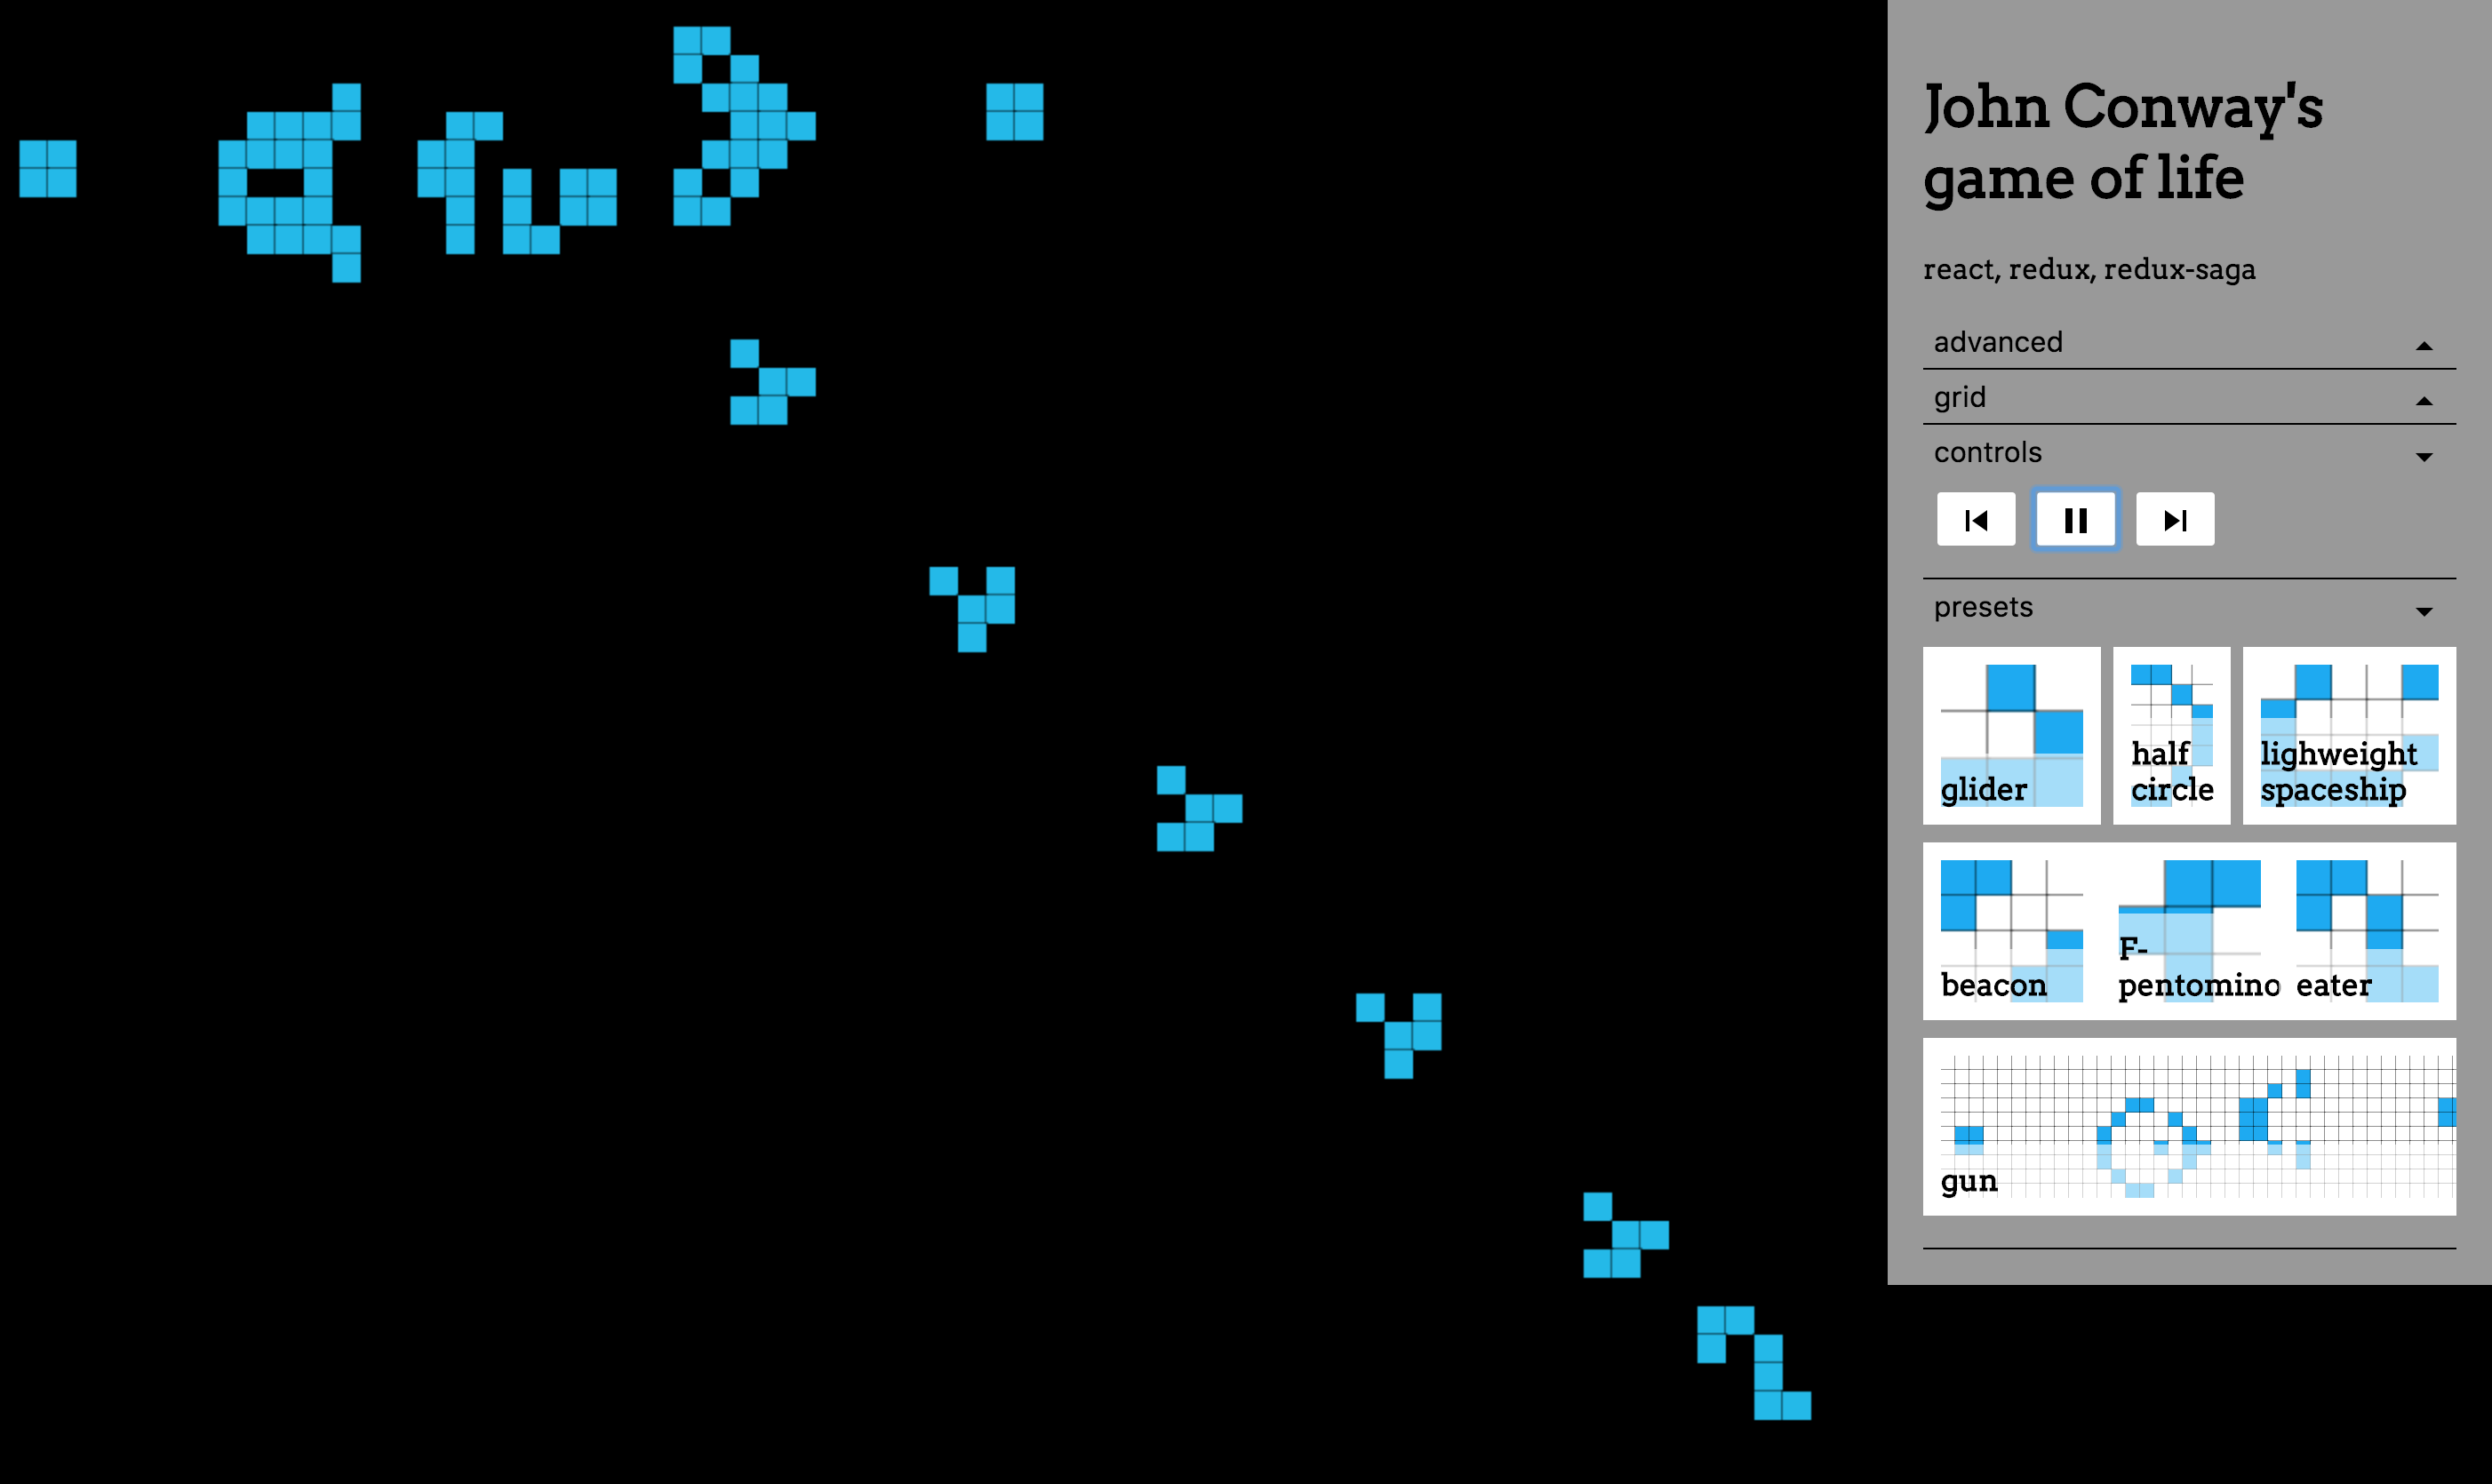 John Conway's
game of life
react, redux, redux-saga
advanced
grid
controls
presets
glider
half
circle
lighweight
spaceship
beacon
F-
pentomino
eater
gun